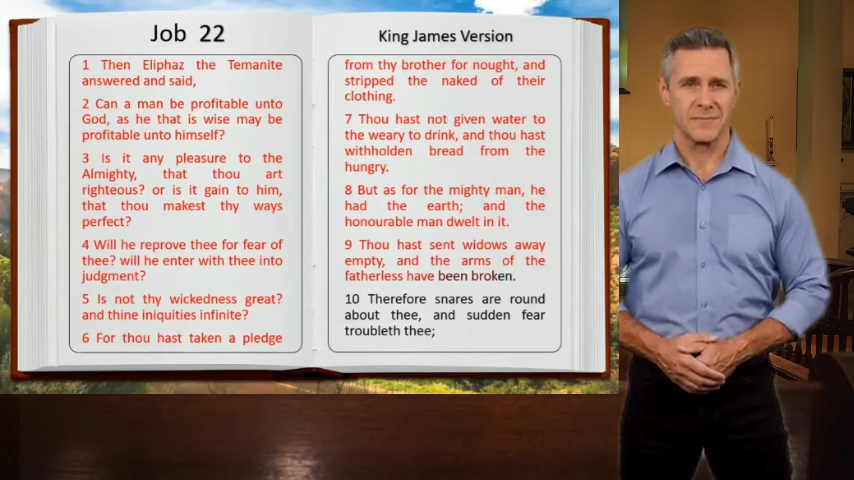 Job 22
1 Then Eliphaz the Temanite
answered and said,
2 Can a man be profitable unto
God, as he that is wise may be
profitable unto himself?
3 Is it any pleasure to the
Almighty, that thou art
righteous? or is it gain to him,
that thou makest thy ways
perfect?
4 Will he reprove thee for fear of
thee? will he enter with thee into
judgment?
5 Is not thy wickedness great?
and thine iniquities infinite?
6 For thou hast taken a pledge
King James Version
from thy brother for nought, and
stripped the naked of their
clothing.
7 Thou hast not given water to
the weary to drink, and thou hast
withholden bread from the
hungry.
8 But as for the mighty man, he
had the earth; and the
honourable man dwelt in it.
9 Thou hast sent widows away
empty, and the arms of the
fatherless have been broken.
10 Therefore snares are round
about thee, and sudden fear
troubleth thee;